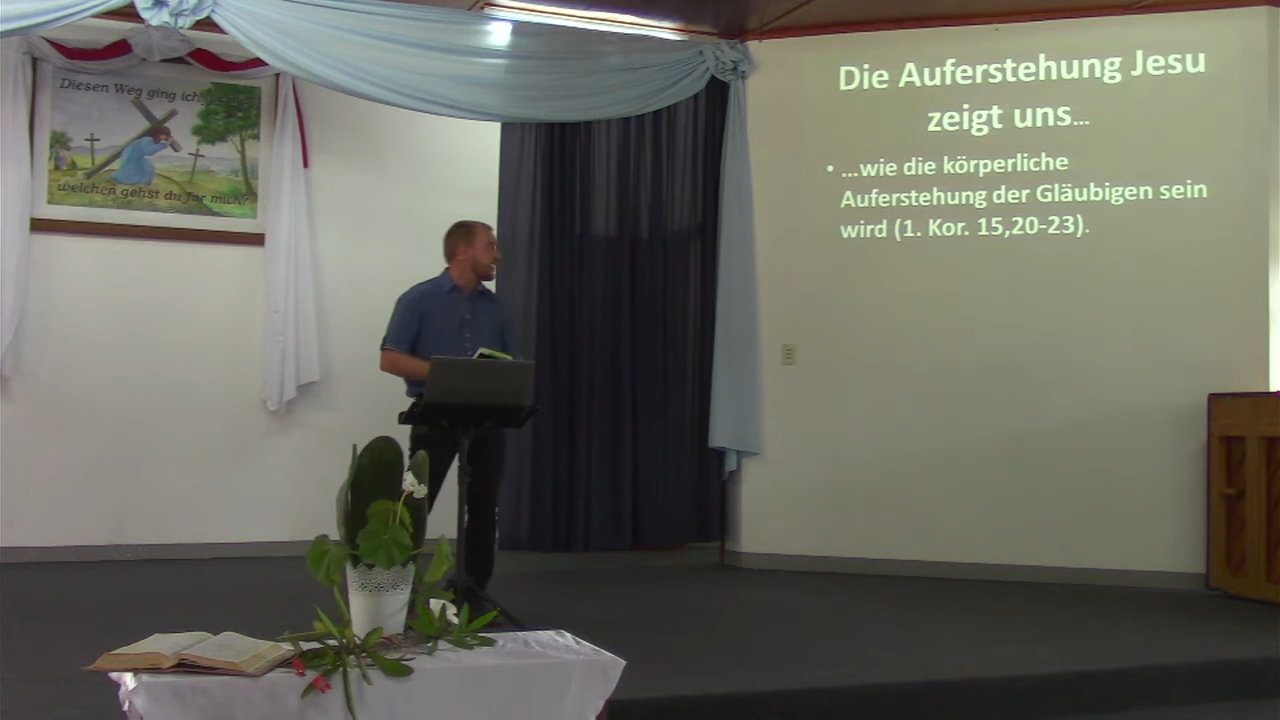 Diesen Weg ging ich
welchen gehst du für mich?
Die Auferstehung Jesu
zeigt uns...
• ...wie die körperliche
Auferstehung der Gläubigen sein
wird (1. Kor. 15,20-23).